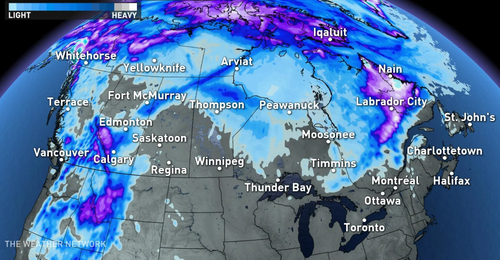 LIGHT HEAVY
Iqaluit
Whitehorse
Yellowknife
Arviat
Nain
Terrace
Fort McMurray
Thompson
Peawanuck
Labrador City
Edmonton
St. John's
Saskatoon
Moosonee
Vancouver
Calgary
Charlottetown
Winnipeg
Timmins
Regina
Thunder Bay
Montréal
Halifax
Ottawa
Toronto
THE WEATHER NETWORK